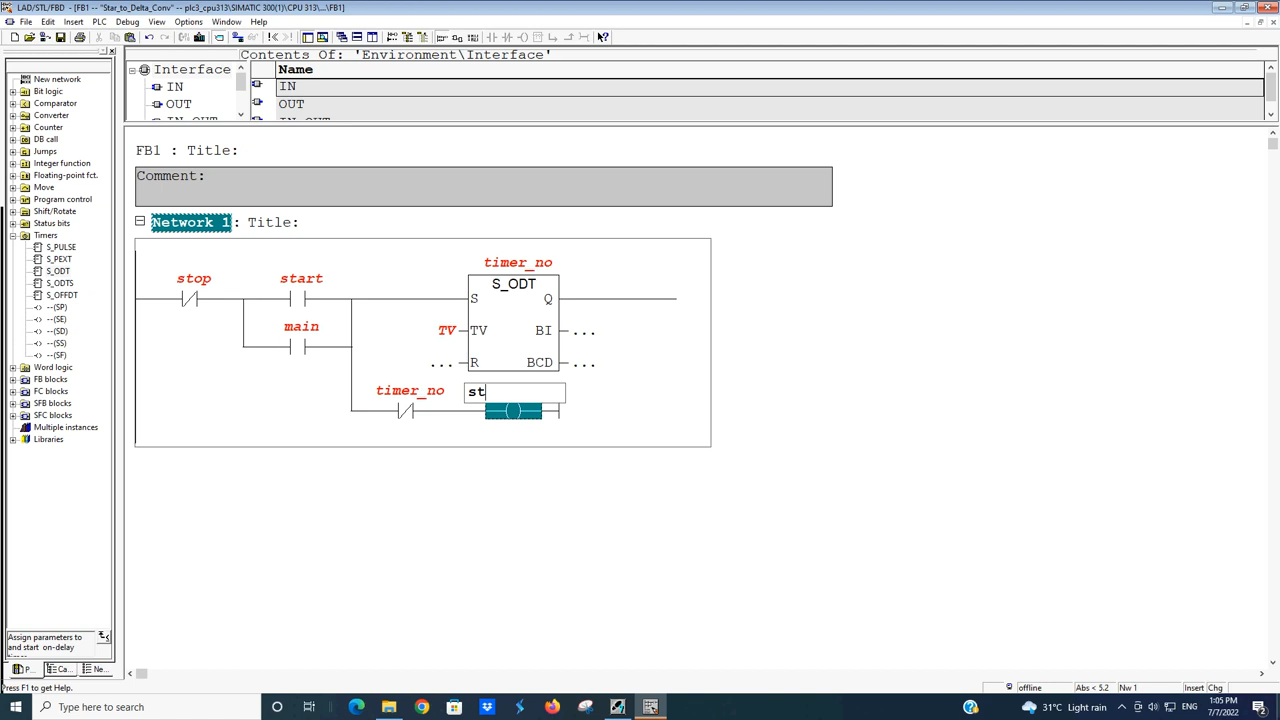 LAD/STL/FBD - [FB1 -- "Star_to_Delta_Conv" -- plc3_cpu313\SIMATIC 300(1)\CPU 313\...\FB1]
File Edit Insert PLC Debug View Options Window Help
Contents Of: 'Environment\Interface'
Interface
IN
OUT
IN_OUT
Name
IN
OUT
IN_OUT
New network
Bit logic
Comparator
Converter
Counter
DB call
Jumps
Integer function
Floating-point fct.
Move
Program control
Shift/Rotate
Status bits
Timers
S_PULSE
S_PEXT
S_ODT
S_ODTS
S_OFFDT
--(SP)
--(SE)
--(SD)
--(SS)
--(SF)
Word logic
FB blocks
FC blocks
SFB blocks
SFC blocks
Multiple instances
Libraries
Assign parameters to
and start on-delay
P... Ca... Ne...
FB1 : Title:
Comment:
Network 1: Title:
timer_no
stop start S_ODT
S Q
main
TV TV BI ...
... R BCD ...
timer_no st
Press F1 to get Help.
offline Abs < 5.2 Nw 1 Insert Chg
Type here to search
31°C Light rain
1:05 PM
7/7/2022
2